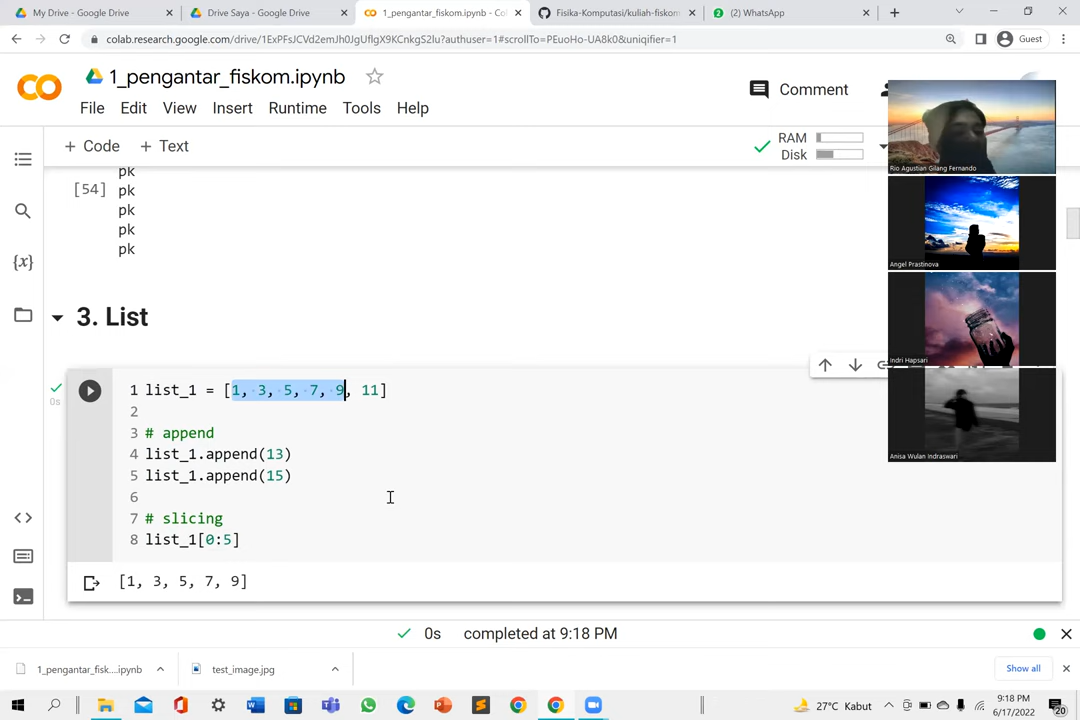 My Drive - Google Drive
Drive Saya - Google Drive
1_pengantar_fiskom.ipynb - Co
Fisika-Komputasi/kuliah-fiskom
(2) WhatsApp
colab.research.google.com/drive/1ExPFsJCVd2emJh0JgUflgX9KCnkgS2lu?authuser=1#scrollTo=PEuoHo-UA8k0&uniqifier=1
Guest
1_pengantar_fiskom.ipynb
File Edit View Insert Runtime Tools Help
Comment
+ Code + Text
RAM
Disk
Rio Agustian Gilang Fernando
Angel Prastinova
Indri Hapsari
Anisa Wulan Indraswari
pk
[54] pk
pk
pk
pk
{x}
3. List
0s
1 list_1 = [1, 3, 5, 7, 9, 11]
2
3 # append
4 list_1.append(13)
5 list_1.append(15)
6
7 # slicing
8 list_1[0:5]
[1, 3, 5, 7, 9]
0s completed at 9:18 PM
1_pengantar_fisk....ipynb
test_image.jpg
Show all
27°C Kabut
9:18 PM
6/17/2022
20